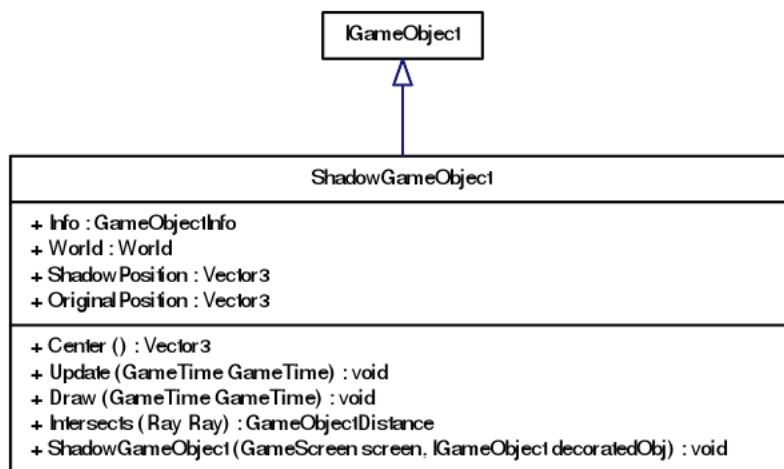 IGameObject
ShadowGameObject
+ Info : GameObjectInfo
+ World : World
+ ShadowPosition : Vector3
+ OriginalPosition : Vector3
+ Center () : Vector3
+ Update (GameTime GameTime) : void
+ Draw (GameTime GameTime) : void
+ Intersects (Ray Ray) : GameObjectDistance
+ ShadowGameObject (GameScreen screen, IGameObject decoratedObj) : void